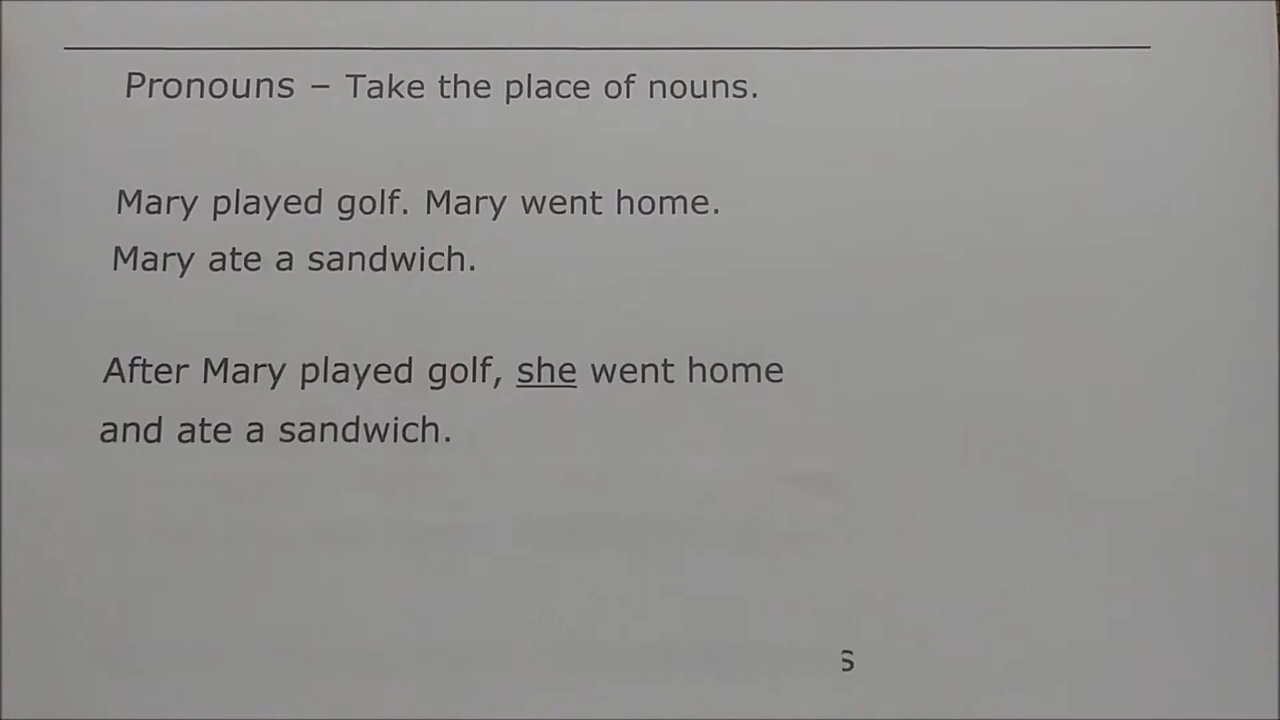 Pronouns – Take the place of nouns.
Mary played golf. Mary went home.
Mary ate a sandwich.
After Mary played golf, she went home
and ate a sandwich.
s